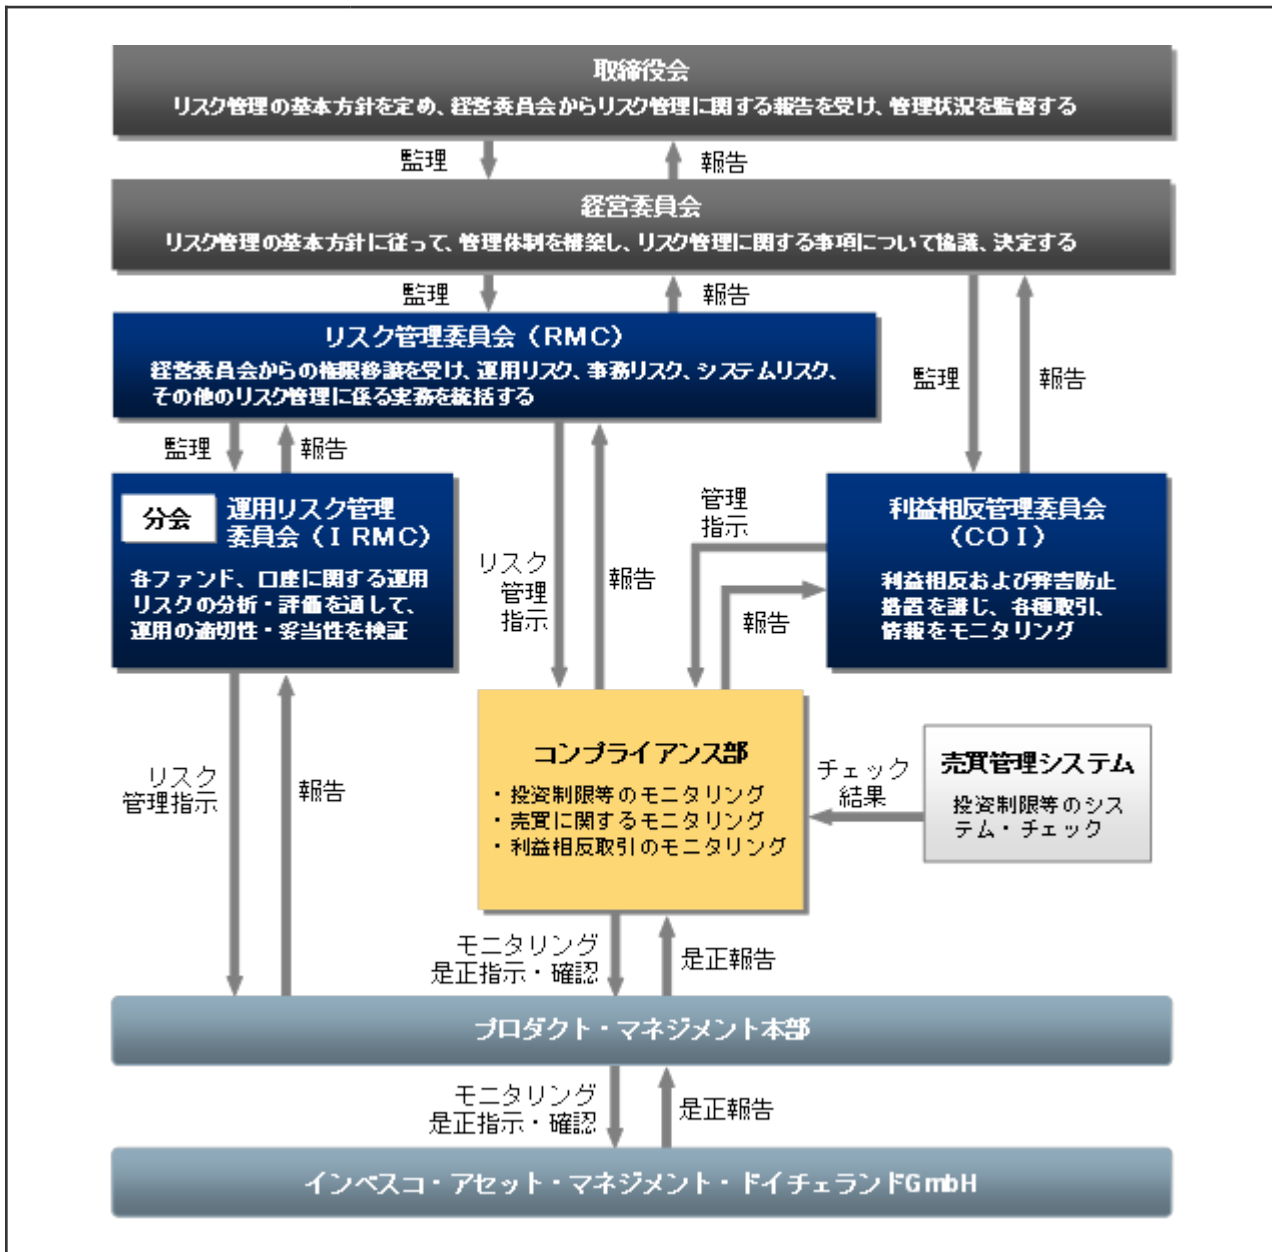 取締役会
リスク管理の基本方針を定め、経営委員会からリスク管理に関する報告を受け、管理状況を監督する
監理
報告
経営委員会
リスク管理の基本方針に従って、管理体制を構築し、リスク管理に関する事項について協議、決定する
監理
報告
リスク管理委員会（RMC）
経営委員会からの権限移譲を受け、運用リスク、事務リスク、システムリスク、
その他のリスク管理に係る実務を統括する
監理
報告
監理
報告
分会
運用リスク管理
委員会（ＩRMC）
各ファンド、口座に関する運用
リスクの分析・評価を通して、
運用の適切性・妥当性を検証
リスク
管理
指示
報告
管理
指示
報告
利益相反管理委員会
（COI）
利益相反および弊害防止
措置を講じ、各種取引、
情報をモニタリング
リスク
管理指示
報告
コンプライアンス部
・投資制限等のモニタリング
・売買に関するモニタリング
・利益相反取引のモニタリング
チェック
結果
売買管理システム
投資制限等のシス
テム・チェック
モニタリング
是正指示・確認
是正報告
プロダクト・マネジメント本部
モニタリング
是正指示・確認
是正報告
インベスコ・アセット・マネジメント・ドイチェランドGmbH